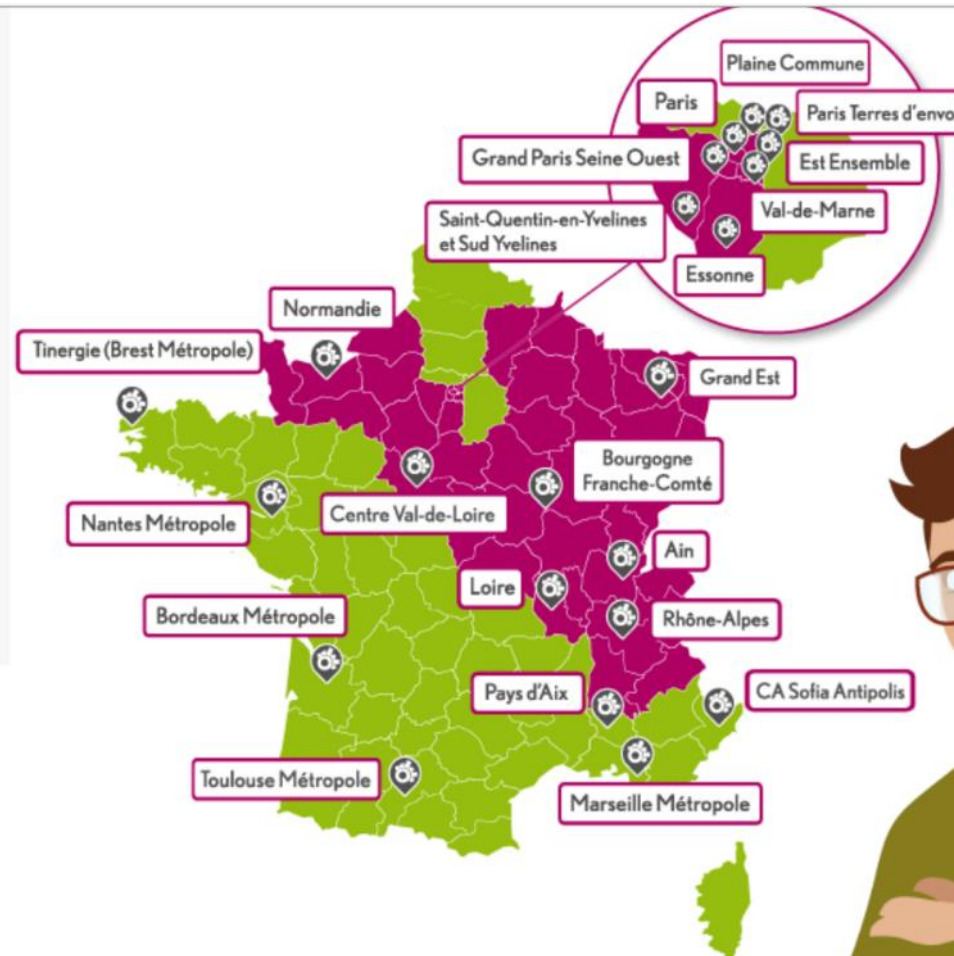 Plaine Commune
Paris
Paris Terres d'envo
Grand Paris Seine Ouest
Est Ensemble
Saint-Quentin-en-Yvelines
et Sud Yvelines
Val-de-Marne
Essonne
Normandie
Tinergie (Brest Métropole)
Grand Est
Bourgogne
Franche-Comté
Nantes Métropole
Centre Val-de-Loire
Ain
Loire
Bordeaux Métropole
Rhône-Alpes
Pays d'Aix
CA Sofia Antipolis
Toulouse Métropole
Marseille Métropole